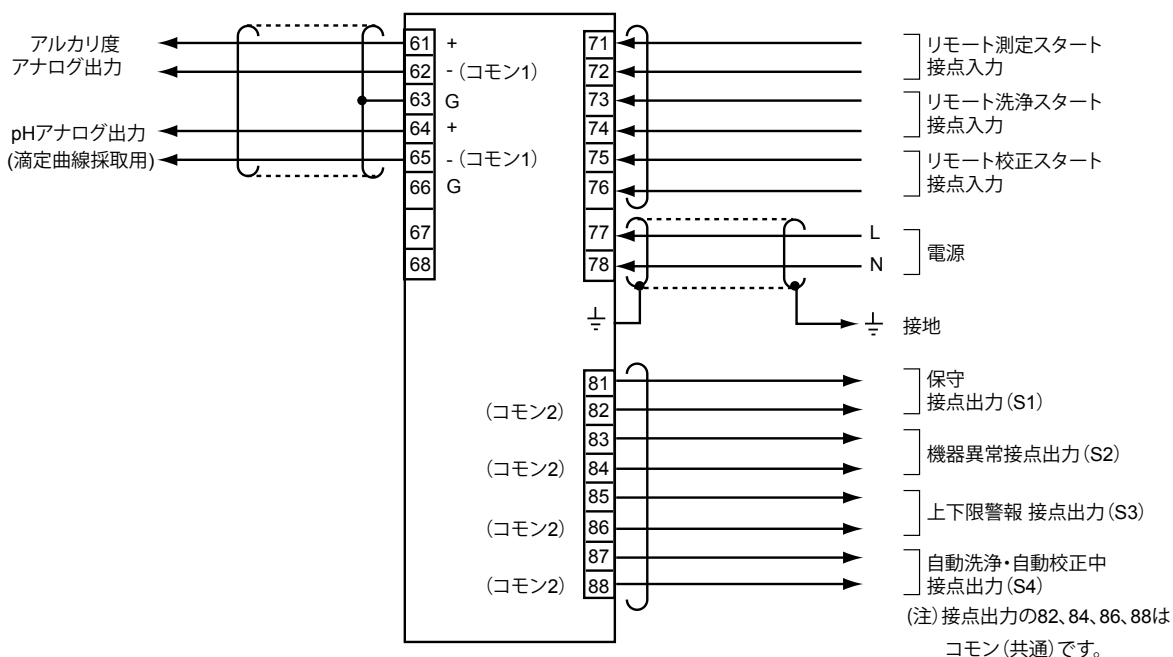 アルカリ度
アナログ出力
pHアナログ出力
(滴定曲線採取用)
61 +
62 - (コモン1)
63 G
64 +
65 - (コモン1)
66 G
67
68
71
72
73
74
75
76
77
78
リモート測定スタート
接点入力
リモート洗浄スタート
接点入力
リモート校正スタート
接点入力
L
N
電源
接地
81
(コモン2) 82
83
(コモン2) 84
85
(コモン2) 86
87
(コモン2) 88
保守
接点出力(S1)
機器異常接点出力(S2)
上下限警報 接点出力(S3)
自動洗浄・自動校正中
接点出力(S4)
(注)接点出力の82、84、86、88は
コモン(共通)です。